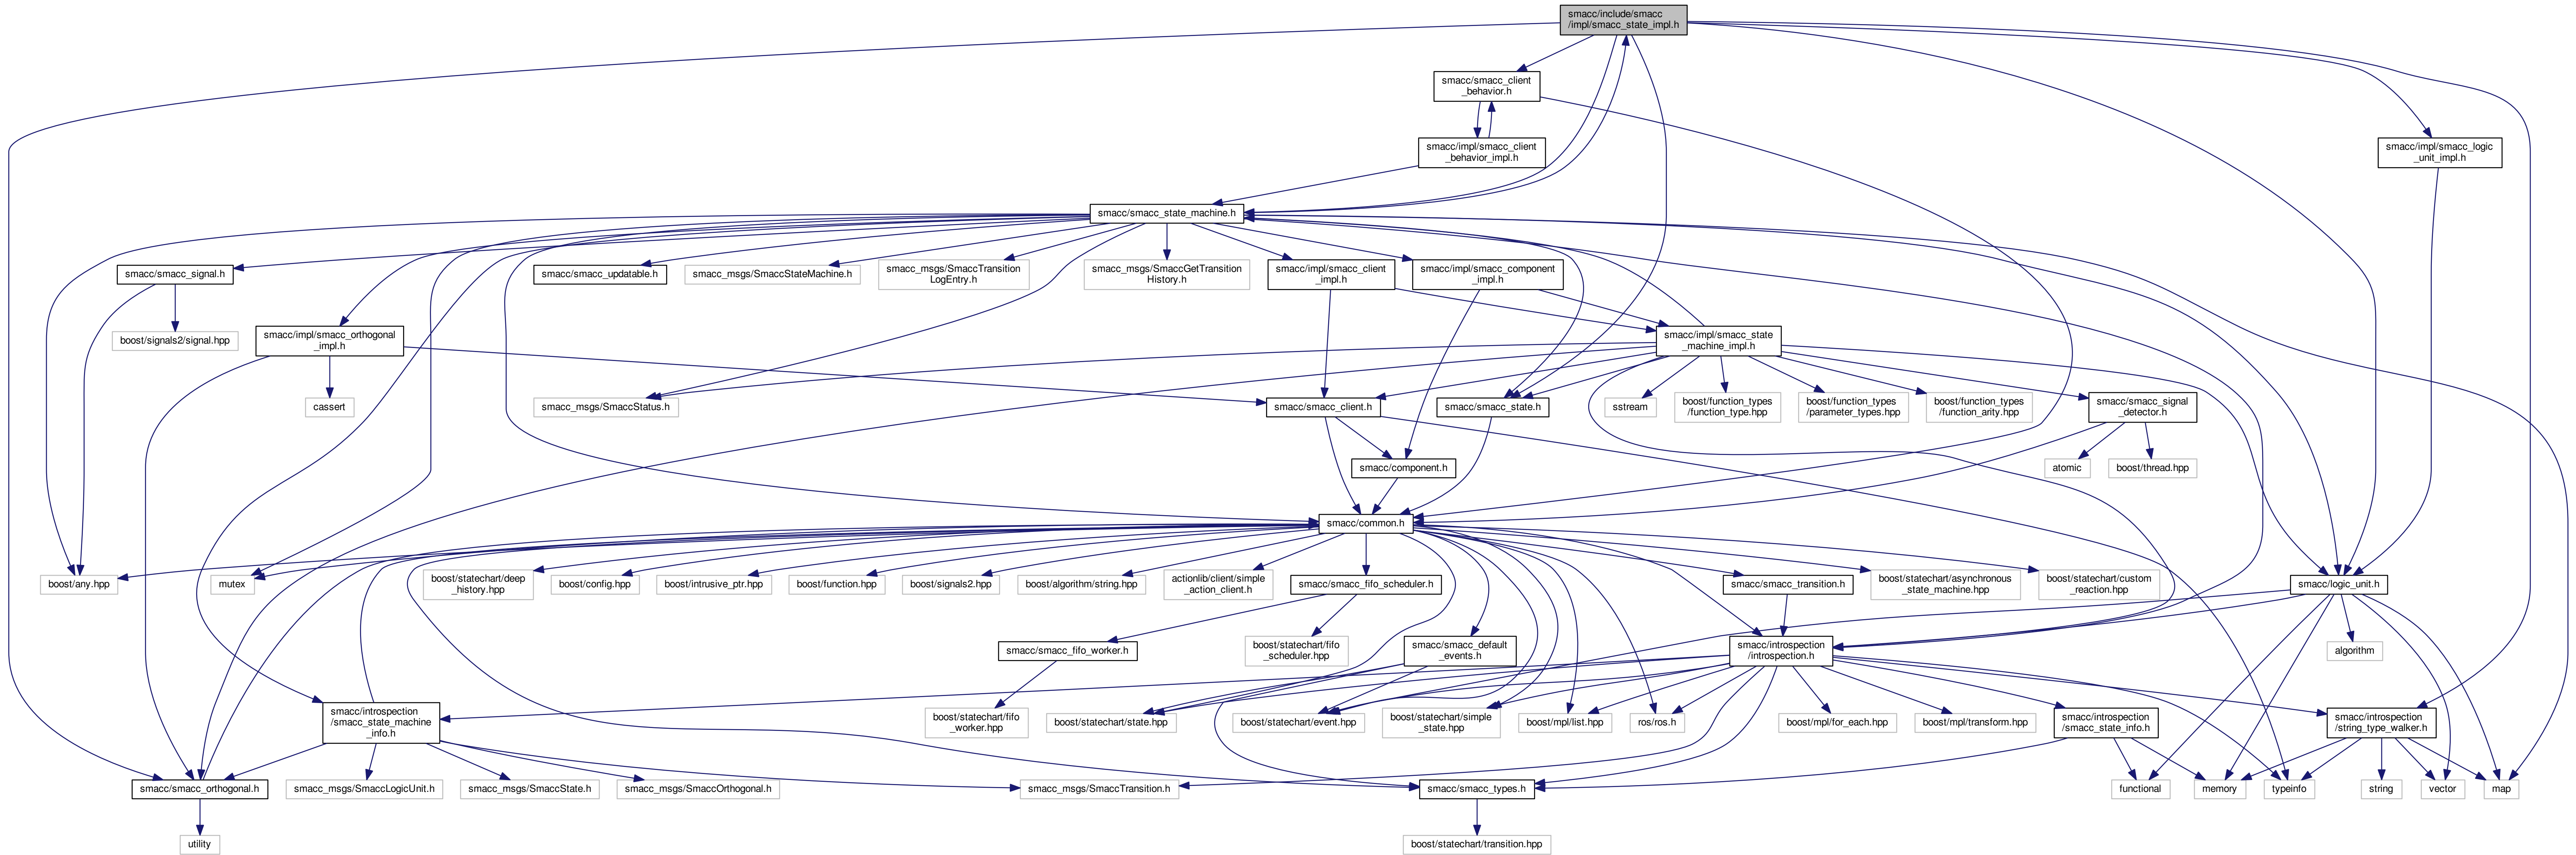 smacc/include/smacc
/impl/smacc_state_impl.h
smacc/smacc_client
_behavior.h
smacc/impl/smacc_client
_behavior_impl.h
smacc/impl/smacc_logic
_unit_impl.h
smacc/smacc_state_machine.h
smacc/smacc_signal.h
smacc/smacc_updatable.h
smacc_msgs/SmaccStateMachine.h
smacc_msgs/SmaccTransition
LogEntry.h
smacc_msgs/SmaccGetTransition
History.h
smacc/impl/smacc_client
_impl.h
smacc/impl/smacc_component
_impl.h
boost/signals2/signal.hpp
smacc/impl/smacc_orthogonal
_impl.h
smacc/impl/smacc_state
_machine_impl.h
cassert
smacc_msgs/SmaccStatus.h
smacc/smacc_client.h
smacc/smacc_state.h
sstream
boost/function_types
/function_type.hpp
boost/function_types
/parameter_types.hpp
boost/function_types
/function_arity.hpp
smacc/smacc_signal
_detector.h
smacc/component.h
atomic
boost/thread.hpp
smacc/common.h
boost/any.hpp
mutex
boost/statechart/deep
_history.hpp
boost/config.hpp
boost/intrusive_ptr.hpp
boost/function.hpp
boost/signals2.hpp
boost/algorithm/string.hpp
actionlib/client/simple
_action_client.h
smacc/smacc_fifo_scheduler.h
smacc/smacc_transition.h
boost/statechart/asynchronous
_state_machine.hpp
boost/statechart/custom
_reaction.hpp
smacc/logic_unit.h
smacc/smacc_fifo_worker.h
boost/statechart/fifo
_scheduler.hpp
smacc/smacc_default
_events.h
smacc/introspection
/introspection.h
algorithm
smacc/introspection
/smacc_state_machine
_info.h
boost/statechart/fifo
_worker.hpp
boost/statechart/state.hpp
boost/statechart/event.hpp
boost/statechart/simple
_state.hpp
boost/mpl/list.hpp
ros/ros.h
boost/mpl/for_each.hpp
boost/mpl/transform.hpp
smacc/introspection
/smacc_state_info.h
smacc/introspection
/string_type_walker.h
smacc/smacc_orthogonal.h
smacc_msgs/SmaccLogicUnit.h
smacc_msgs/SmaccState.h
smacc_msgs/SmaccOrthogonal.h
smacc_msgs/SmaccTransition.h
smacc/smacc_types.h
functional
memory
typeinfo
string
vector
map
utility
boost/statechart/transition.hpp